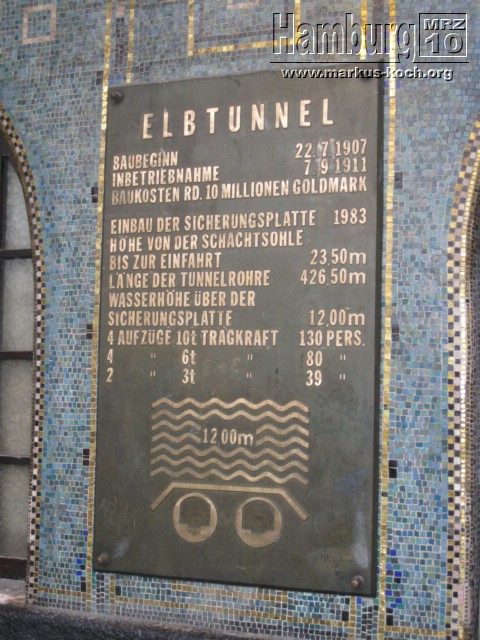 Hamburg MRZ 10
www.markus-koch.org
ELBTUNNEL
BAUBEGINN 22.7.1907
INBETRIEBNAHME 7.9.1911
BAUKOSTEN RD. 10 MILLIONEN GOLDMARK
EINBAU DER SICHERUNGSPLATTE 1983
HÖHE VON DER SCHACHTSOHLE
BIS ZUR EINFAHRT 23,50m
LÄNGE DER TUNNELROHRE 426,50m
WASSERHÖHE ÜBER DER
SICHERUNGSPLATTE 12,00m
4 AUFZÜGE 10t TRAGKRAFT 130 PERS.
4 " 6t " 80 "
2 " 3t " 39 "
12 00m